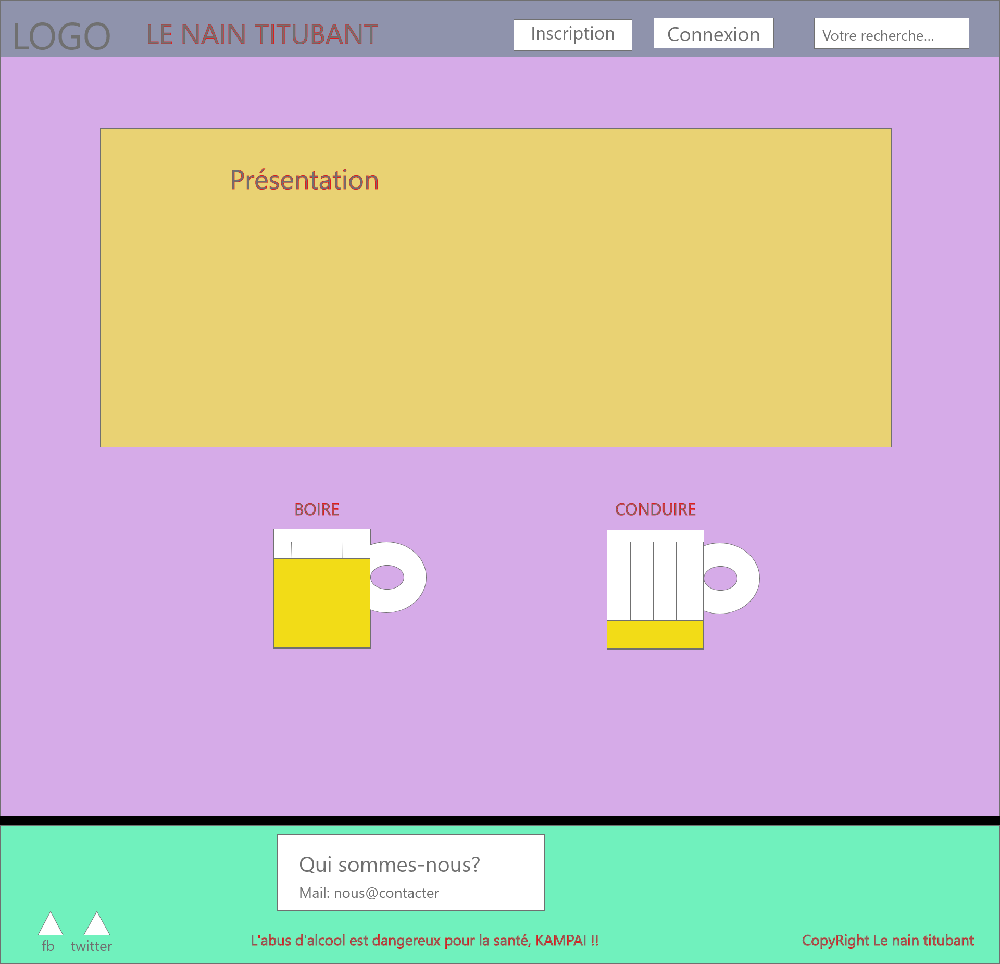 LOGO
LE NAIN TITUBANT
Inscription
Connexion
Votre recherche...
Présentation
BOIRE
CONDUIRE
Qui sommes-nous?
Mail: nous@contacter
fb
twitter
L'abus d'alcool est dangereux pour la santé, KAMPAI !!
CopyRight Le nain titubant